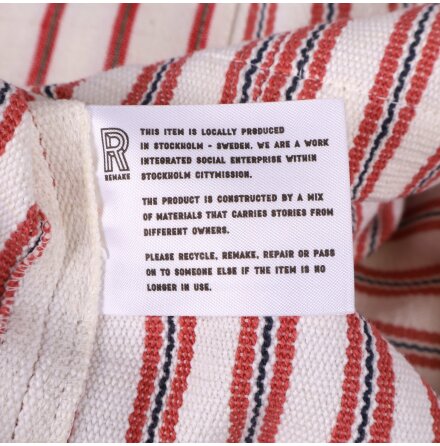 R
REMAKE
THIS ITEM IS LOCALLY PRODUCED
IN STOCKHOLM - SWEDEN. WE ARE A WORK
INTEGRATED SOCIAL ENTERPRISE WITHIN
STOCKHOLM CITYMISSION.
THE PRODUCT IS CONSTRUCTED BY A MIX
OF MATERIALS THAT CARRIES STORIES FROM
DIFFERENT OWNERS.
PLEASE RECYCLE, REMAKE, REPAIR OR PASS
ON TO SOMEONE ELSE IF THE ITEM IS NO
LONGER IN USE.